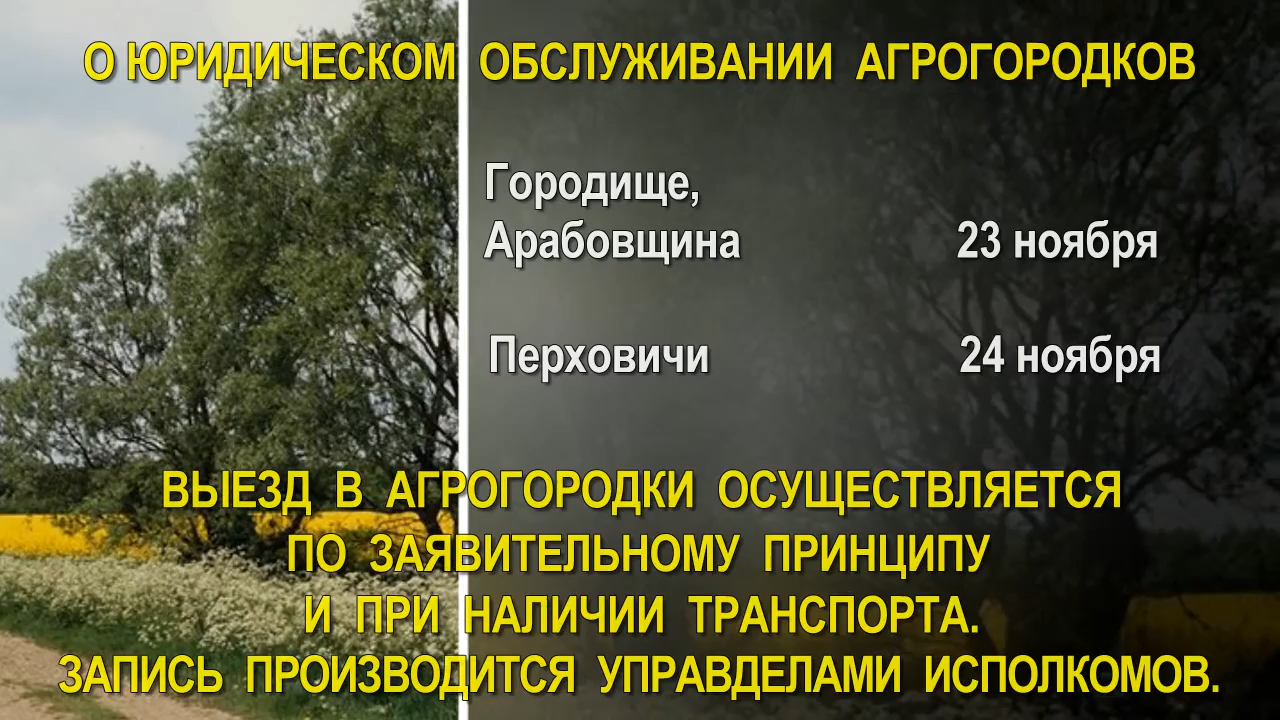 О ЮРИДИЧЕСКОМ ОБСЛУЖИВАНИИ АГРОГОРОДКОВ
Городище,
Арабовщина 23 ноября
Перховичи 24 ноября
ВЫЕЗД В АГРОГОРОДКИ ОСУЩЕСТВЛЯЕТСЯ
ПО ЗАЯВИТЕЛЬНОМУ ПРИНЦИПУ
И ПРИ НАЛИЧИИ ТРАНСПОРТА.
ЗАПИСЬ ПРОИЗВОДИТСЯ УПРАВДЕЛАМИ ИСПОЛКОМОВ.